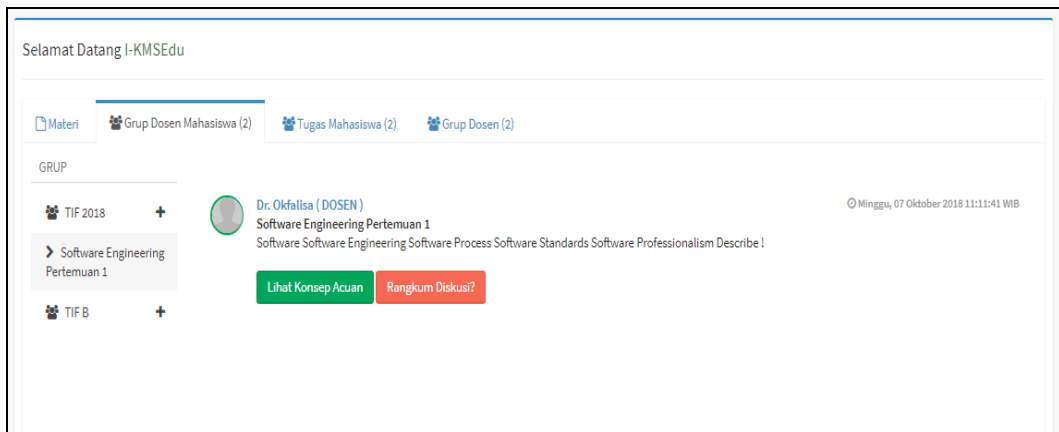 Selamat Datang I-KMSEdu
Materi
Grup Dosen Mahasiswa (2)
Tugas Mahasiswa (2)
Grup Dosen (2)
GRUP
TIF 2018
Software Engineering
Pertemuan 1
TIF B
Dr. Okfalisa ( DOSEN )
Minggu, 07 Oktober 2018 11:11:41 WIB
Software Engineering Pertemuan 1
Software Software Engineering Software Process Software Standards Software Professionalism Describe !
Lihat Konsep Acuan
Rangkum Diskusi?